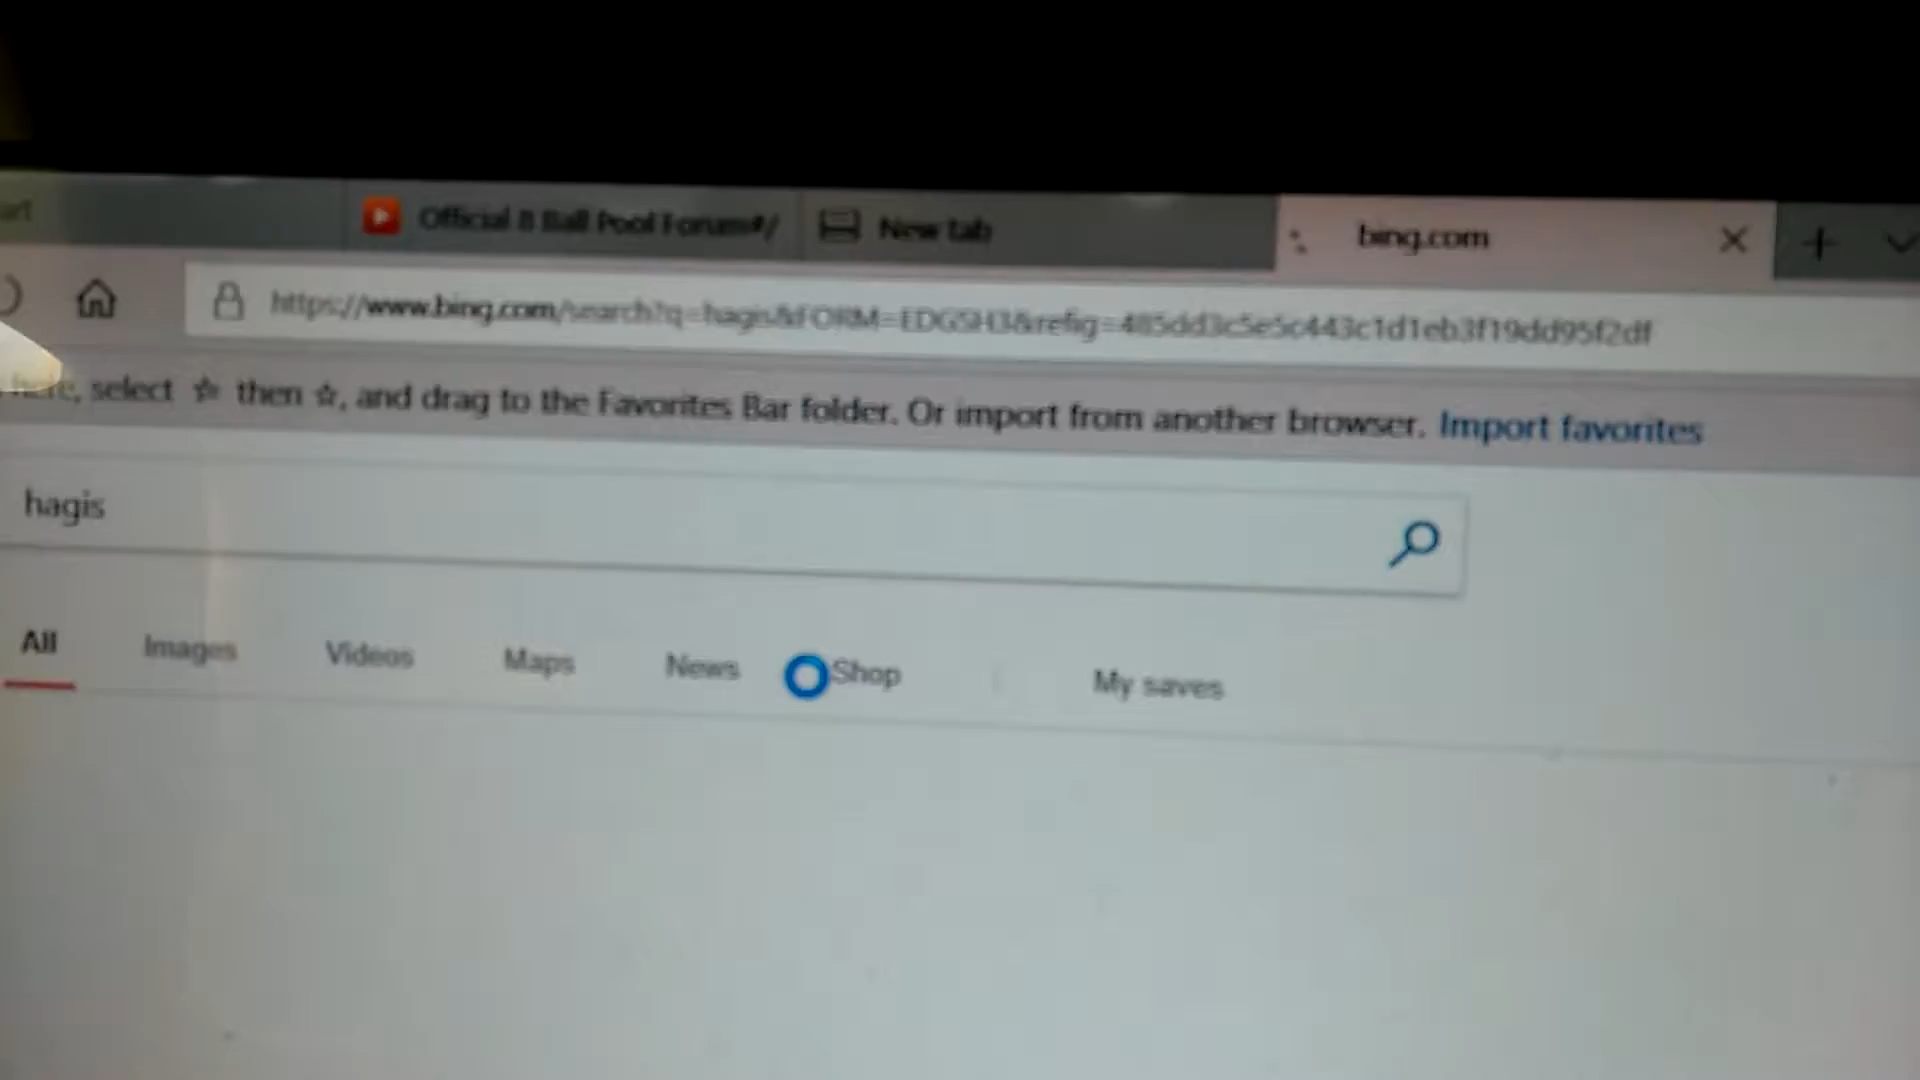 art
Official 8 Ball Pool Forum#/
New tab
bing.com
https://www.bing.com/search?q=hagis&FORM=EDGSH3&refig=485dd3c5e5c443c1d1eb3f19dd95f2df
here, select ☆ then ☆, and drag to the Favorites Bar folder. Or import from another browser. Import favorites
hagis
All Images Videos Maps News Shop My saves